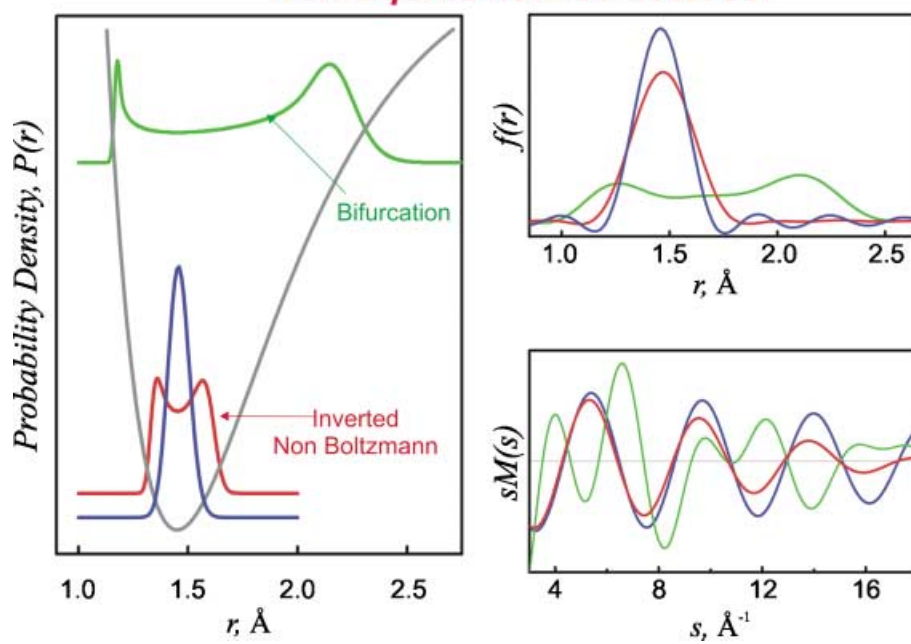 Probability Density, P(r)
Bifurcation
Inverted
Non Boltzmann
1.0 1.5 2.0 2.5
r, Å
f(r)
1.0 1.5 2.0 2.5
r, Å
sM(s)
4 8 12 16
s, Å⁻¹